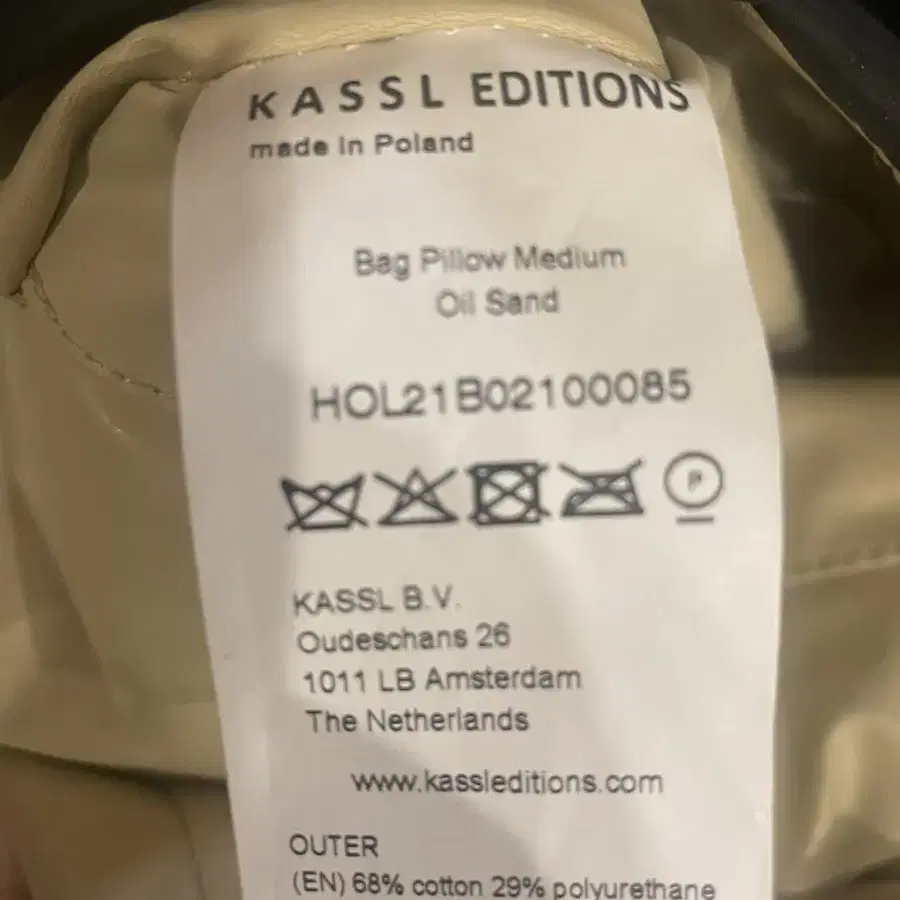 KASSL EDITIONS
made in Poland
Bag Pillow Medium
Oil Sand
HOL21B02100085
P
KASSL B.V.
Oudeschans 26
1011 LB Amsterdam
The Netherlands
www.kassleditions.com
OUTER
(EN) 68% cotton 29% polyurethane